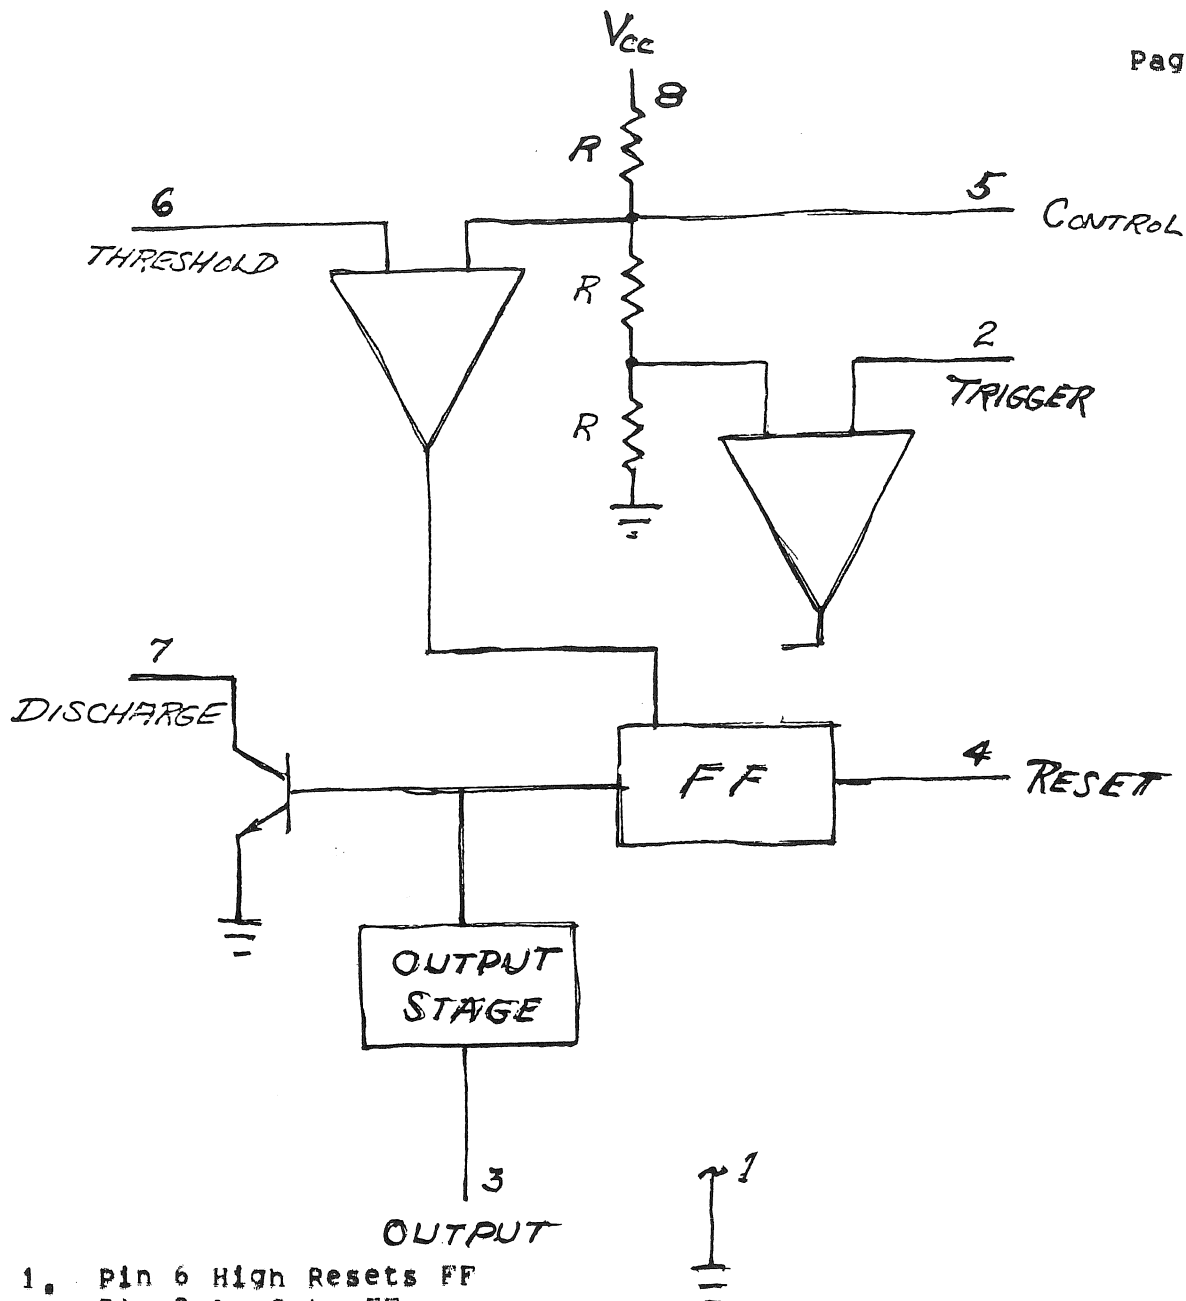 Vcc
Pag
8
R
6
5
CONTROL
THRESHOLD
R
2
TRIGGER
R
7
DISCHARGE
FF
4
RESET
OUTPUT
STAGE
3
1
OUTPUT
1. Pin 6 High Resets FF